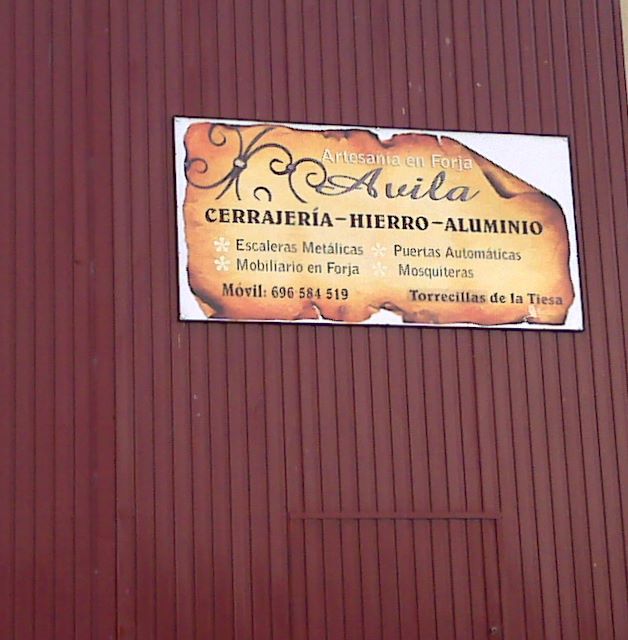 Artesanía en Forja
Avila
CERRAJERÍA-HIERRO-ALUMINIO
Escaleras Metálicas Puertas Automáticas
Mobiliario en Forja Mosquiteras
Móvil: 696 584 519 Torrecillas de la Tiesa